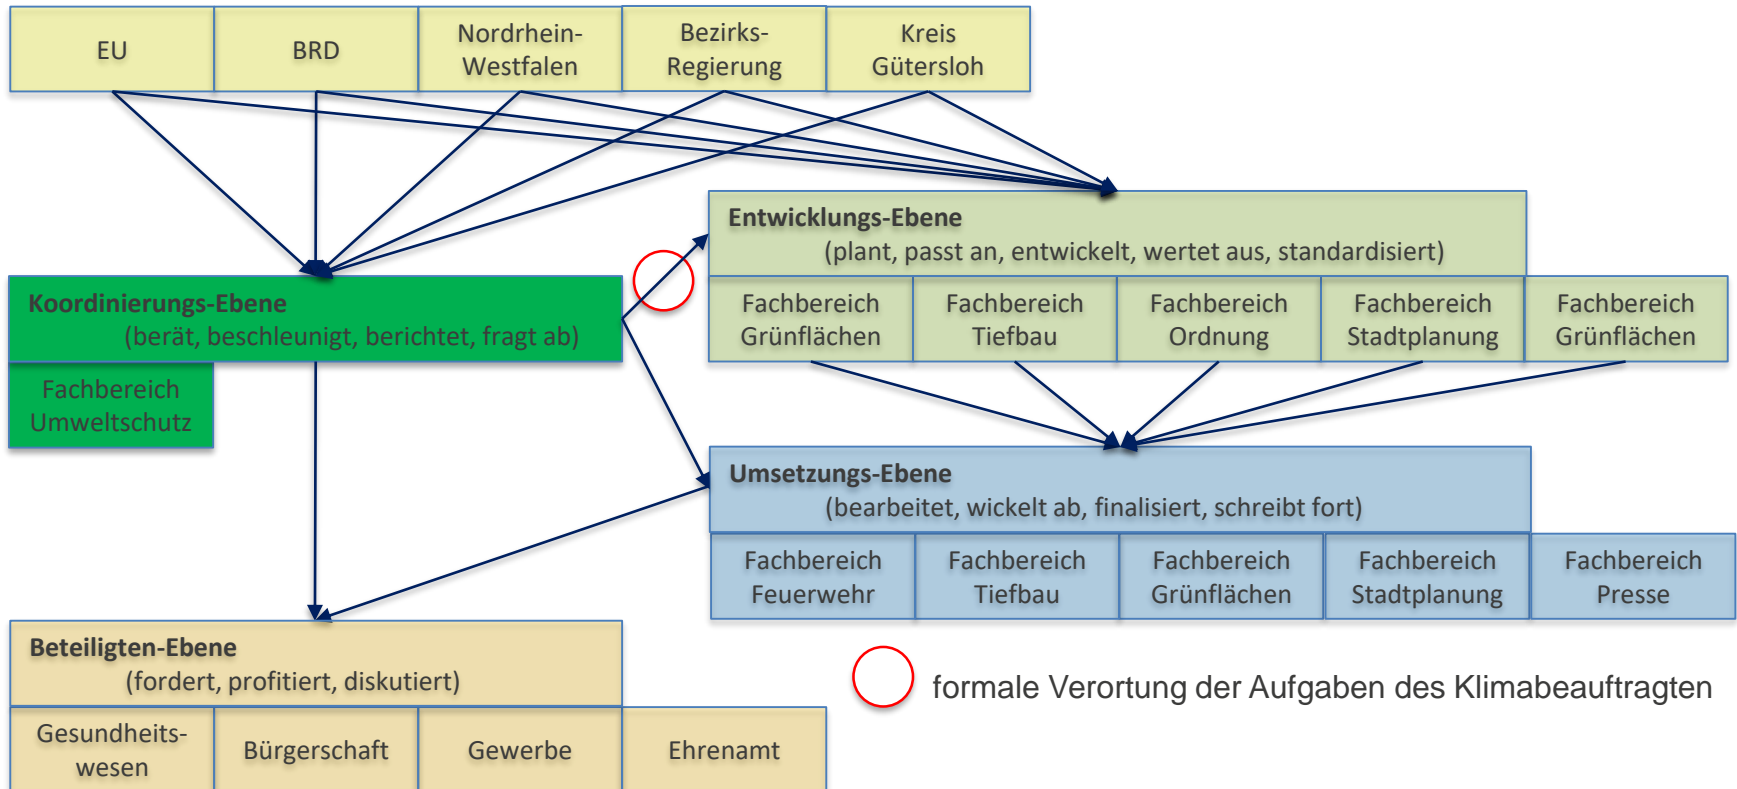 EU
BRD
Nordrhein-
Westfalen
Bezirks-
Regierung
Kreis
Gütersloh
Entwicklungs-Ebene
(plant, passt an, entwickelt, wertet aus, standardisiert)
Fachbereich
Grünflächen
Fachbereich
Tiefbau
Fachbereich
Ordnung
Fachbereich
Stadtplanung
Fachbereich
Grünflächen
Koordinierungs-Ebene
(berät, beschleunigt, berichtet, fragt ab)
Fachbereich
Umweltschutz
Umsetzungs-Ebene
(bearbeitet, wickelt ab, finalisiert, schreibt fort)
Fachbereich
Feuerwehr
Fachbereich
Tiefbau
Fachbereich
Grünflächen
Fachbereich
Stadtplanung
Fachbereich
Presse
Beteiligten-Ebene
(fordert, profitiert, diskutiert)
Gesundheits-
wesen
Bürgerschaft
Gewerbe
Ehrenamt
formale Verortung der Aufgaben des Klimabeauftragten